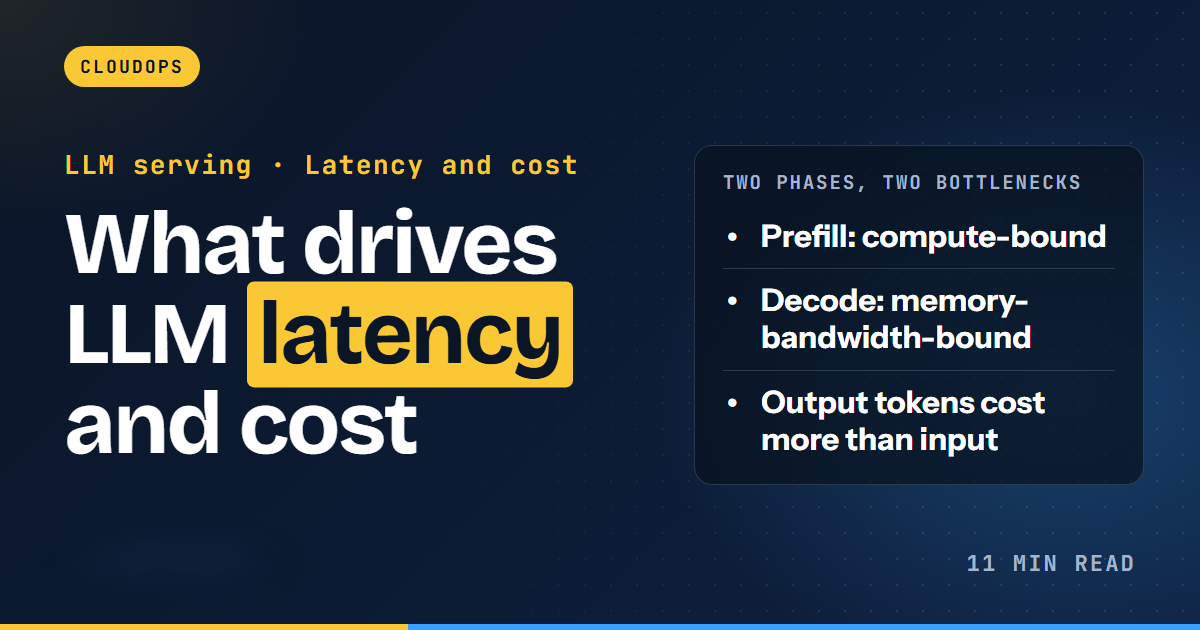 CLOUDOPS
LLM serving · Latency and cost
What drives
LLM latency
and cost
TWO PHASES, TWO BOTTLENECKS
• Prefill: compute-bound
• Decode: memory-
bandwidth-bound
• Output tokens cost
more than input
11 MIN READ